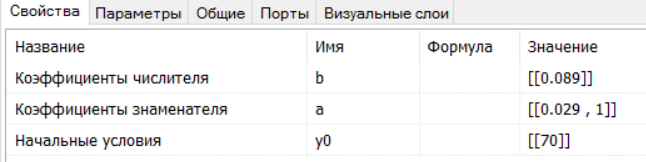 Свойства Параметры Общие Порты Визуальные слои
Название Имя Формула Значение
Коэффициенты числителя b [[0.089]]
Коэффициенты знаменателя a [[0.029 , 1]]
Начальные условия y0 [[70]]